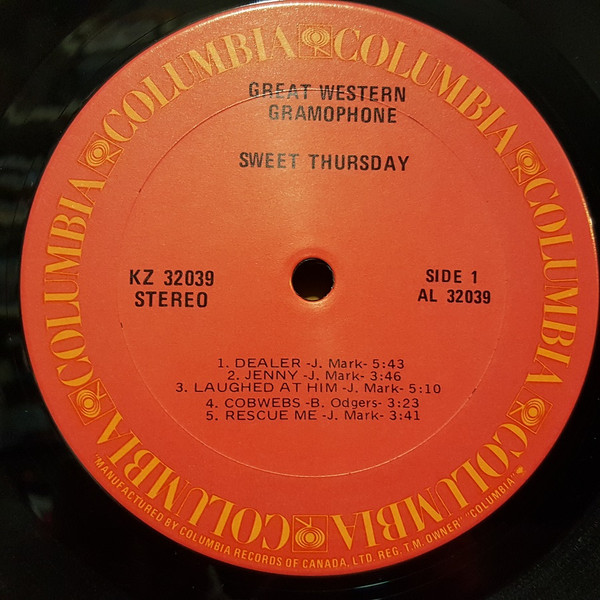 COLUMBIA COLUMBIA COLUMBIA COLUMBIA COLUMBIA COLUMBIA COLUMBIA
GREAT WESTERN
GRAMOPHONE
SWEET THURSDAY
KZ 32039
STEREO
SIDE 1
AL 32039
1. DEALER -J. Mark- 5:43
2. JENNY -J. Mark- 3:46
3. LAUGHED AT HIM -J. Mark- 5:10
4. COBWEBS -B. Odgers- 3:23
5. RESCUE ME -J. Mark- 3:41
"MANUFACTURED BY COLUMBIA RECORDS OF CANADA, LTD. REG. T.M. OWNER" "COLUMBIA"